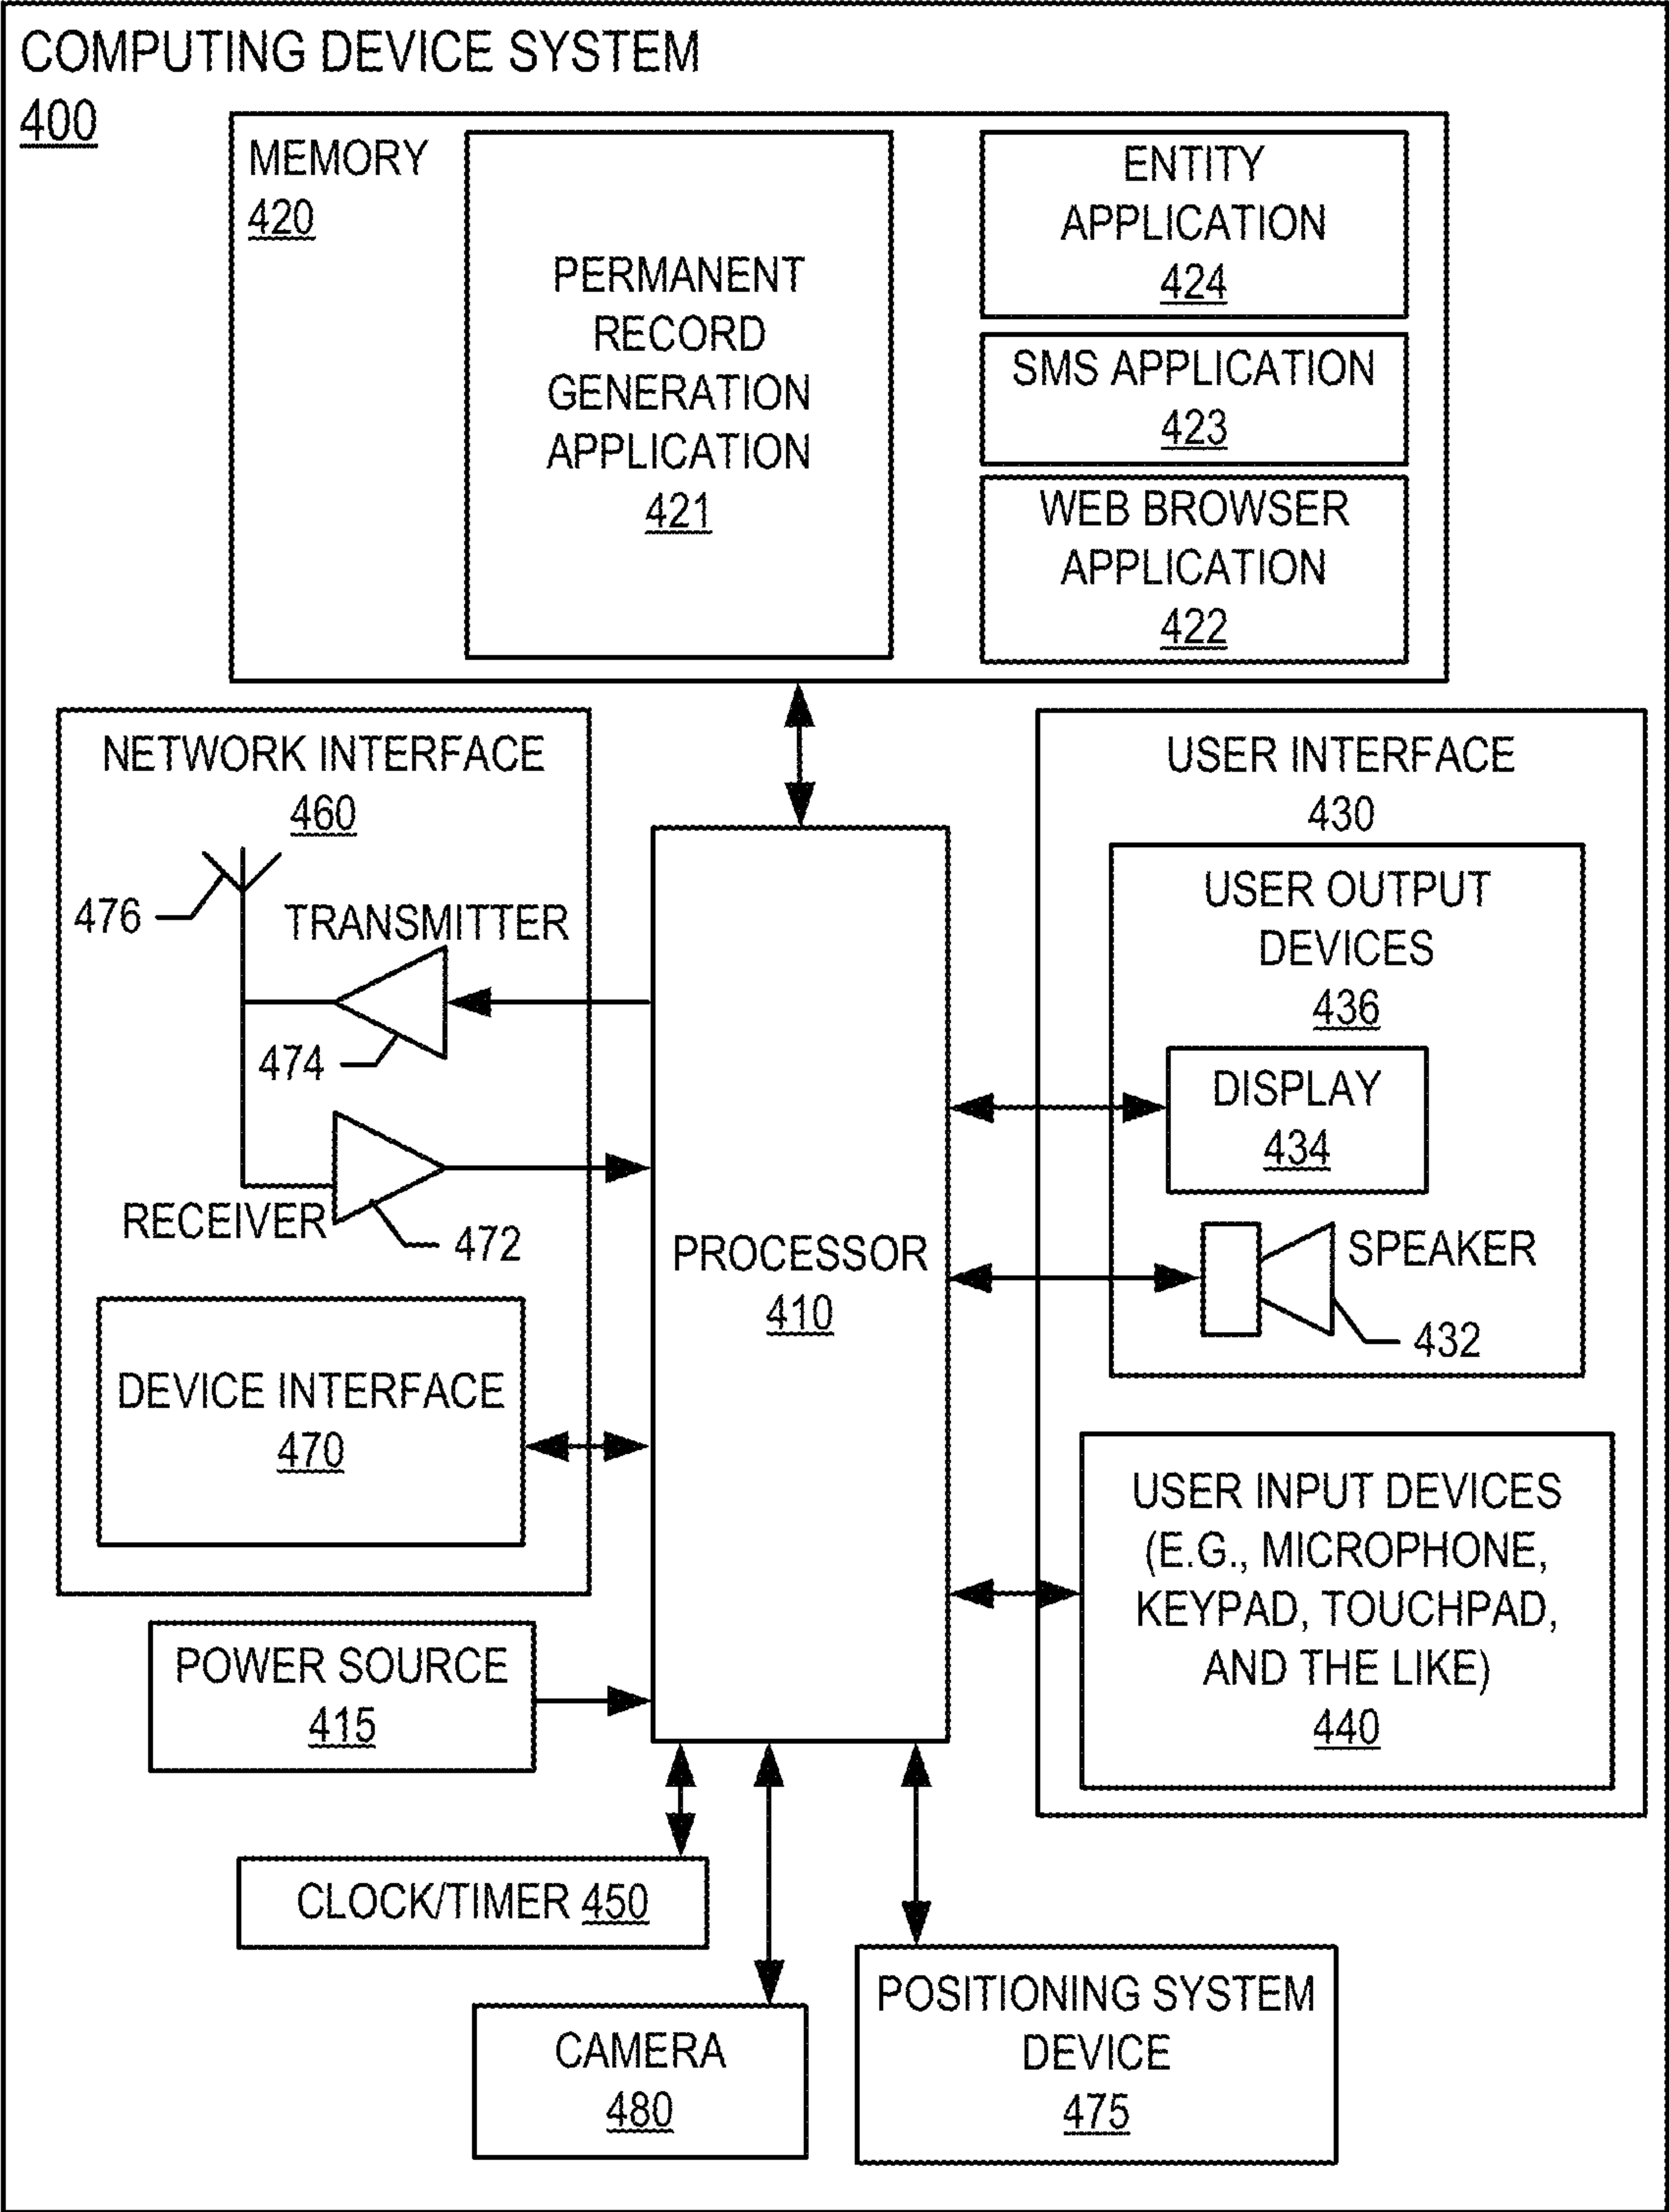 COMPUTING DEVICE SYSTEM
400
MEMORY
420
PERMANENT
RECORD
GENERATION
APPLICATION
421
ENTITY
APPLICATION
424
SMS APPLICATION
423
WEB BROWSER
APPLICATION
422
NETWORK INTERFACE
460
476
TRANSMITTER
474
RECEIVER
472
DEVICE INTERFACE
470
PROCESSOR
410
USER INTERFACE
430
USER OUTPUT
DEVICES
436
DISPLAY
434
SPEAKER
432
USER INPUT DEVICES
(E.G., MICROPHONE,
KEYPAD, TOUCHPAD,
AND THE LIKE)
440
POWER SOURCE
415
CLOCK/TIMER 450
CAMERA
480
POSITIONING SYSTEM
DEVICE
475